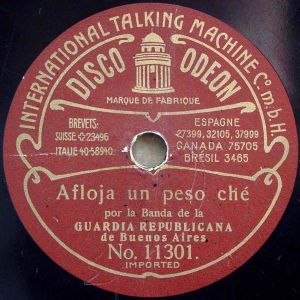 INTERNATIONAL TALKING MACHINE Co. m.b.H.
DISCO ODEON
MARQUE DE FABRIQUE
BREVETS:
SUISSE 23496
ITALIE 40-58940
ESPAGNE
27399, 32105, 37999
CANADA 75705
BRESIL 3465
Afloja un peso ché
por la Banda de la
GUARDIA REPUBLICANA
de Buenos Aires
No. 11301.
IMPORTED